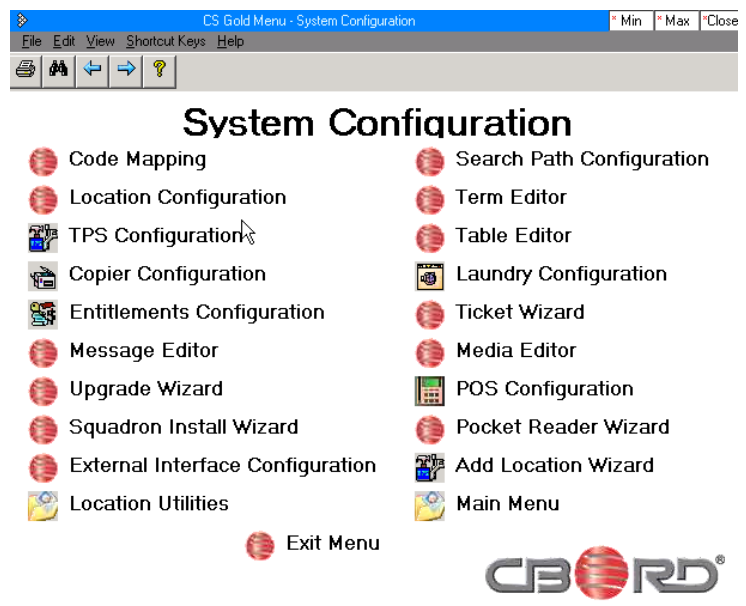 CS Gold Menu - System Configuration * Min * Max *Close
File Edit View Shortcut Keys Help
?
System Configuration
Code Mapping Search Path Configuration
Location Configuration Term Editor
TPS Configuration Table Editor
Copier Configuration Laundry Configuration
Entitlements Configuration Ticket Wizard
Message Editor Media Editor
Upgrade Wizard POS Configuration
Squadron Install Wizard Pocket Reader Wizard
External Interface Configuration Add Location Wizard
Location Utilities Main Menu
Exit Menu
CBORD®